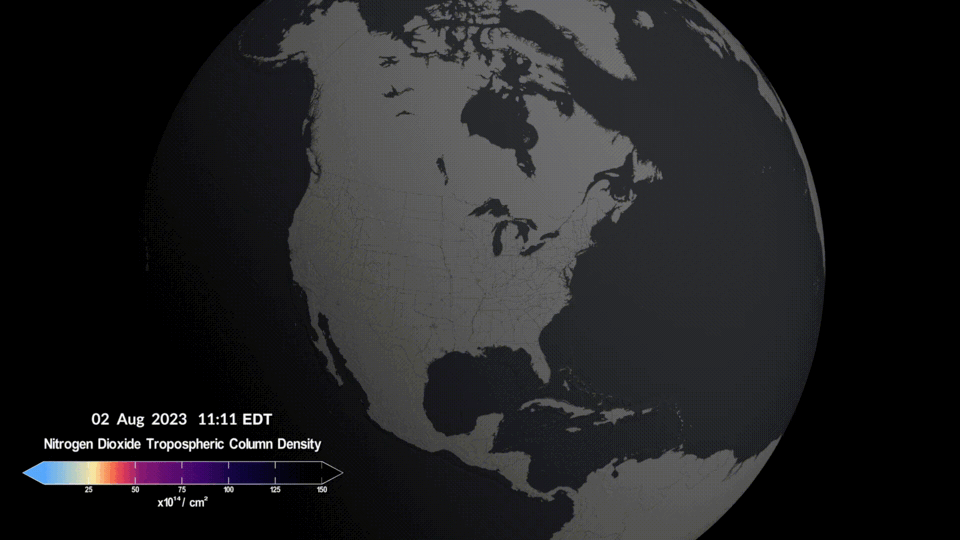 02 Aug 2023 11:11 EDT
Nitrogen Dioxide Tropospheric Column Density
25 50 75 100 125 150
x10¹⁴/ cm²